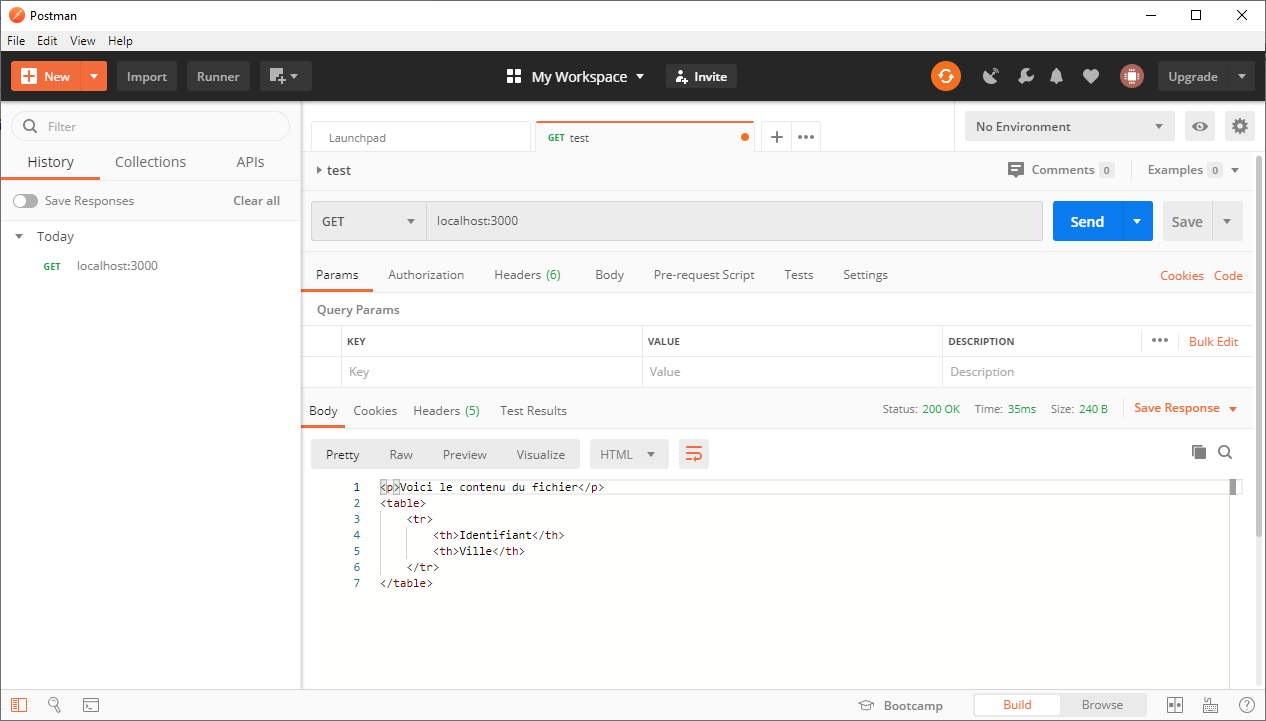 Postman
File Edit View Help
New Import Runner My Workspace Invite Upgrade
Filter
History Collections APIs
Save Responses Clear all
Today
GET localhost:3000
Launchpad GET test No Environment
test Comments 0 Examples 0
GET localhost:3000 Send Save
Params Authorization Headers (6) Body Pre-request Script Tests Settings Cookies Code
Query Params
KEY VALUE DESCRIPTION Bulk Edit
Key Value Description
Body Cookies Headers (5) Test Results Status: 200 OK Time: 35ms Size: 240 B Save Response
Pretty Raw Preview Visualize HTML
1 <p>Voici le contenu du fichier</p>
2 <table>
3 <tr>
4 <th>Identifiant</th>
5 <th>Ville</th>
6 </tr>
7 </table>
Bootcamp Build Browse